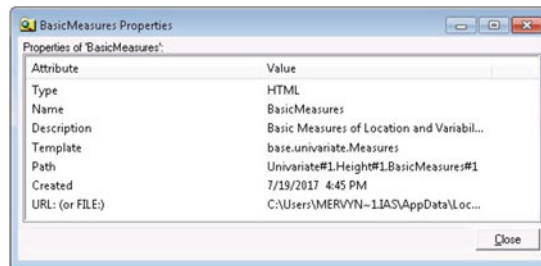 BasicMeasures Properties
Properties of 'BasicMeasures':
Attribute Value
Type HTML
Name BasicMeasures
Description Basic Measures of Location and Variabil...
Template base.univariate.Measures
Path Univariate#1.Height#1.BasicMeasures#1
Created 7/19/2017 4:45 PM
URL: (or FILE:) C:\Users\MERVYN~1.IAS\AppData\Loc...
Close